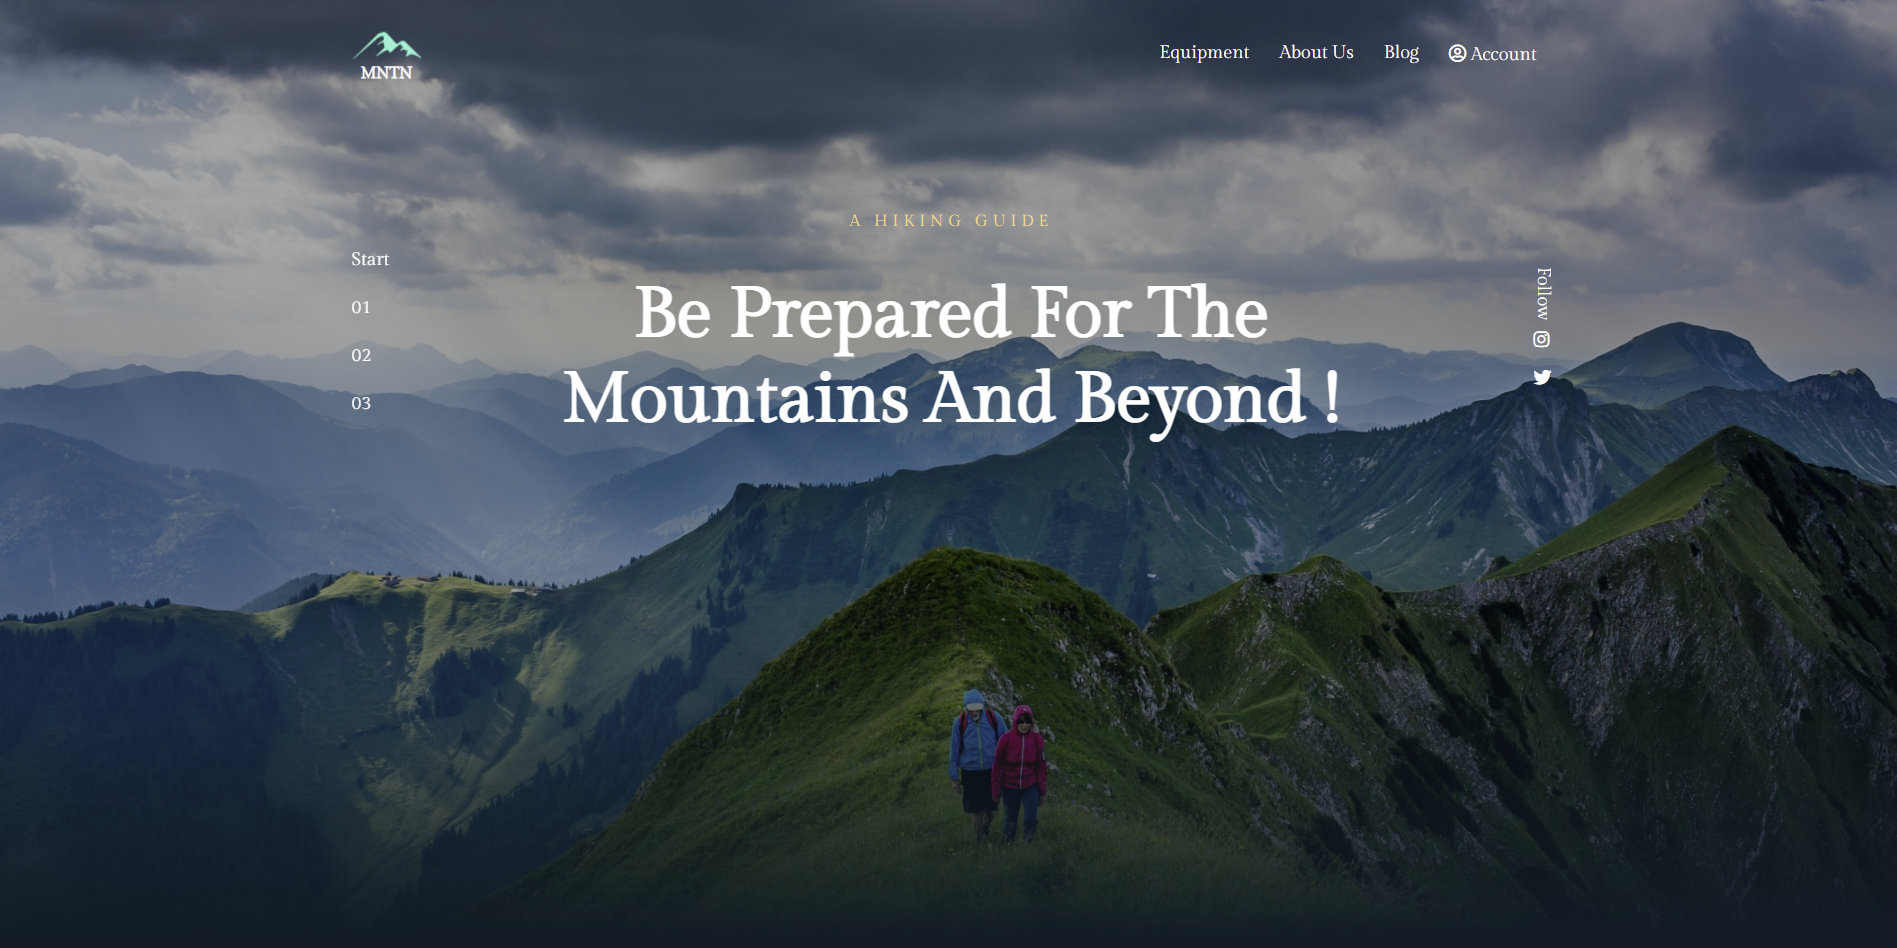 MNTN
Equipment
About Us
Blog
Account
A HIKING GUIDE
Start
01
02
03
Be Prepared For The
Mountains And Beyond !
Follow